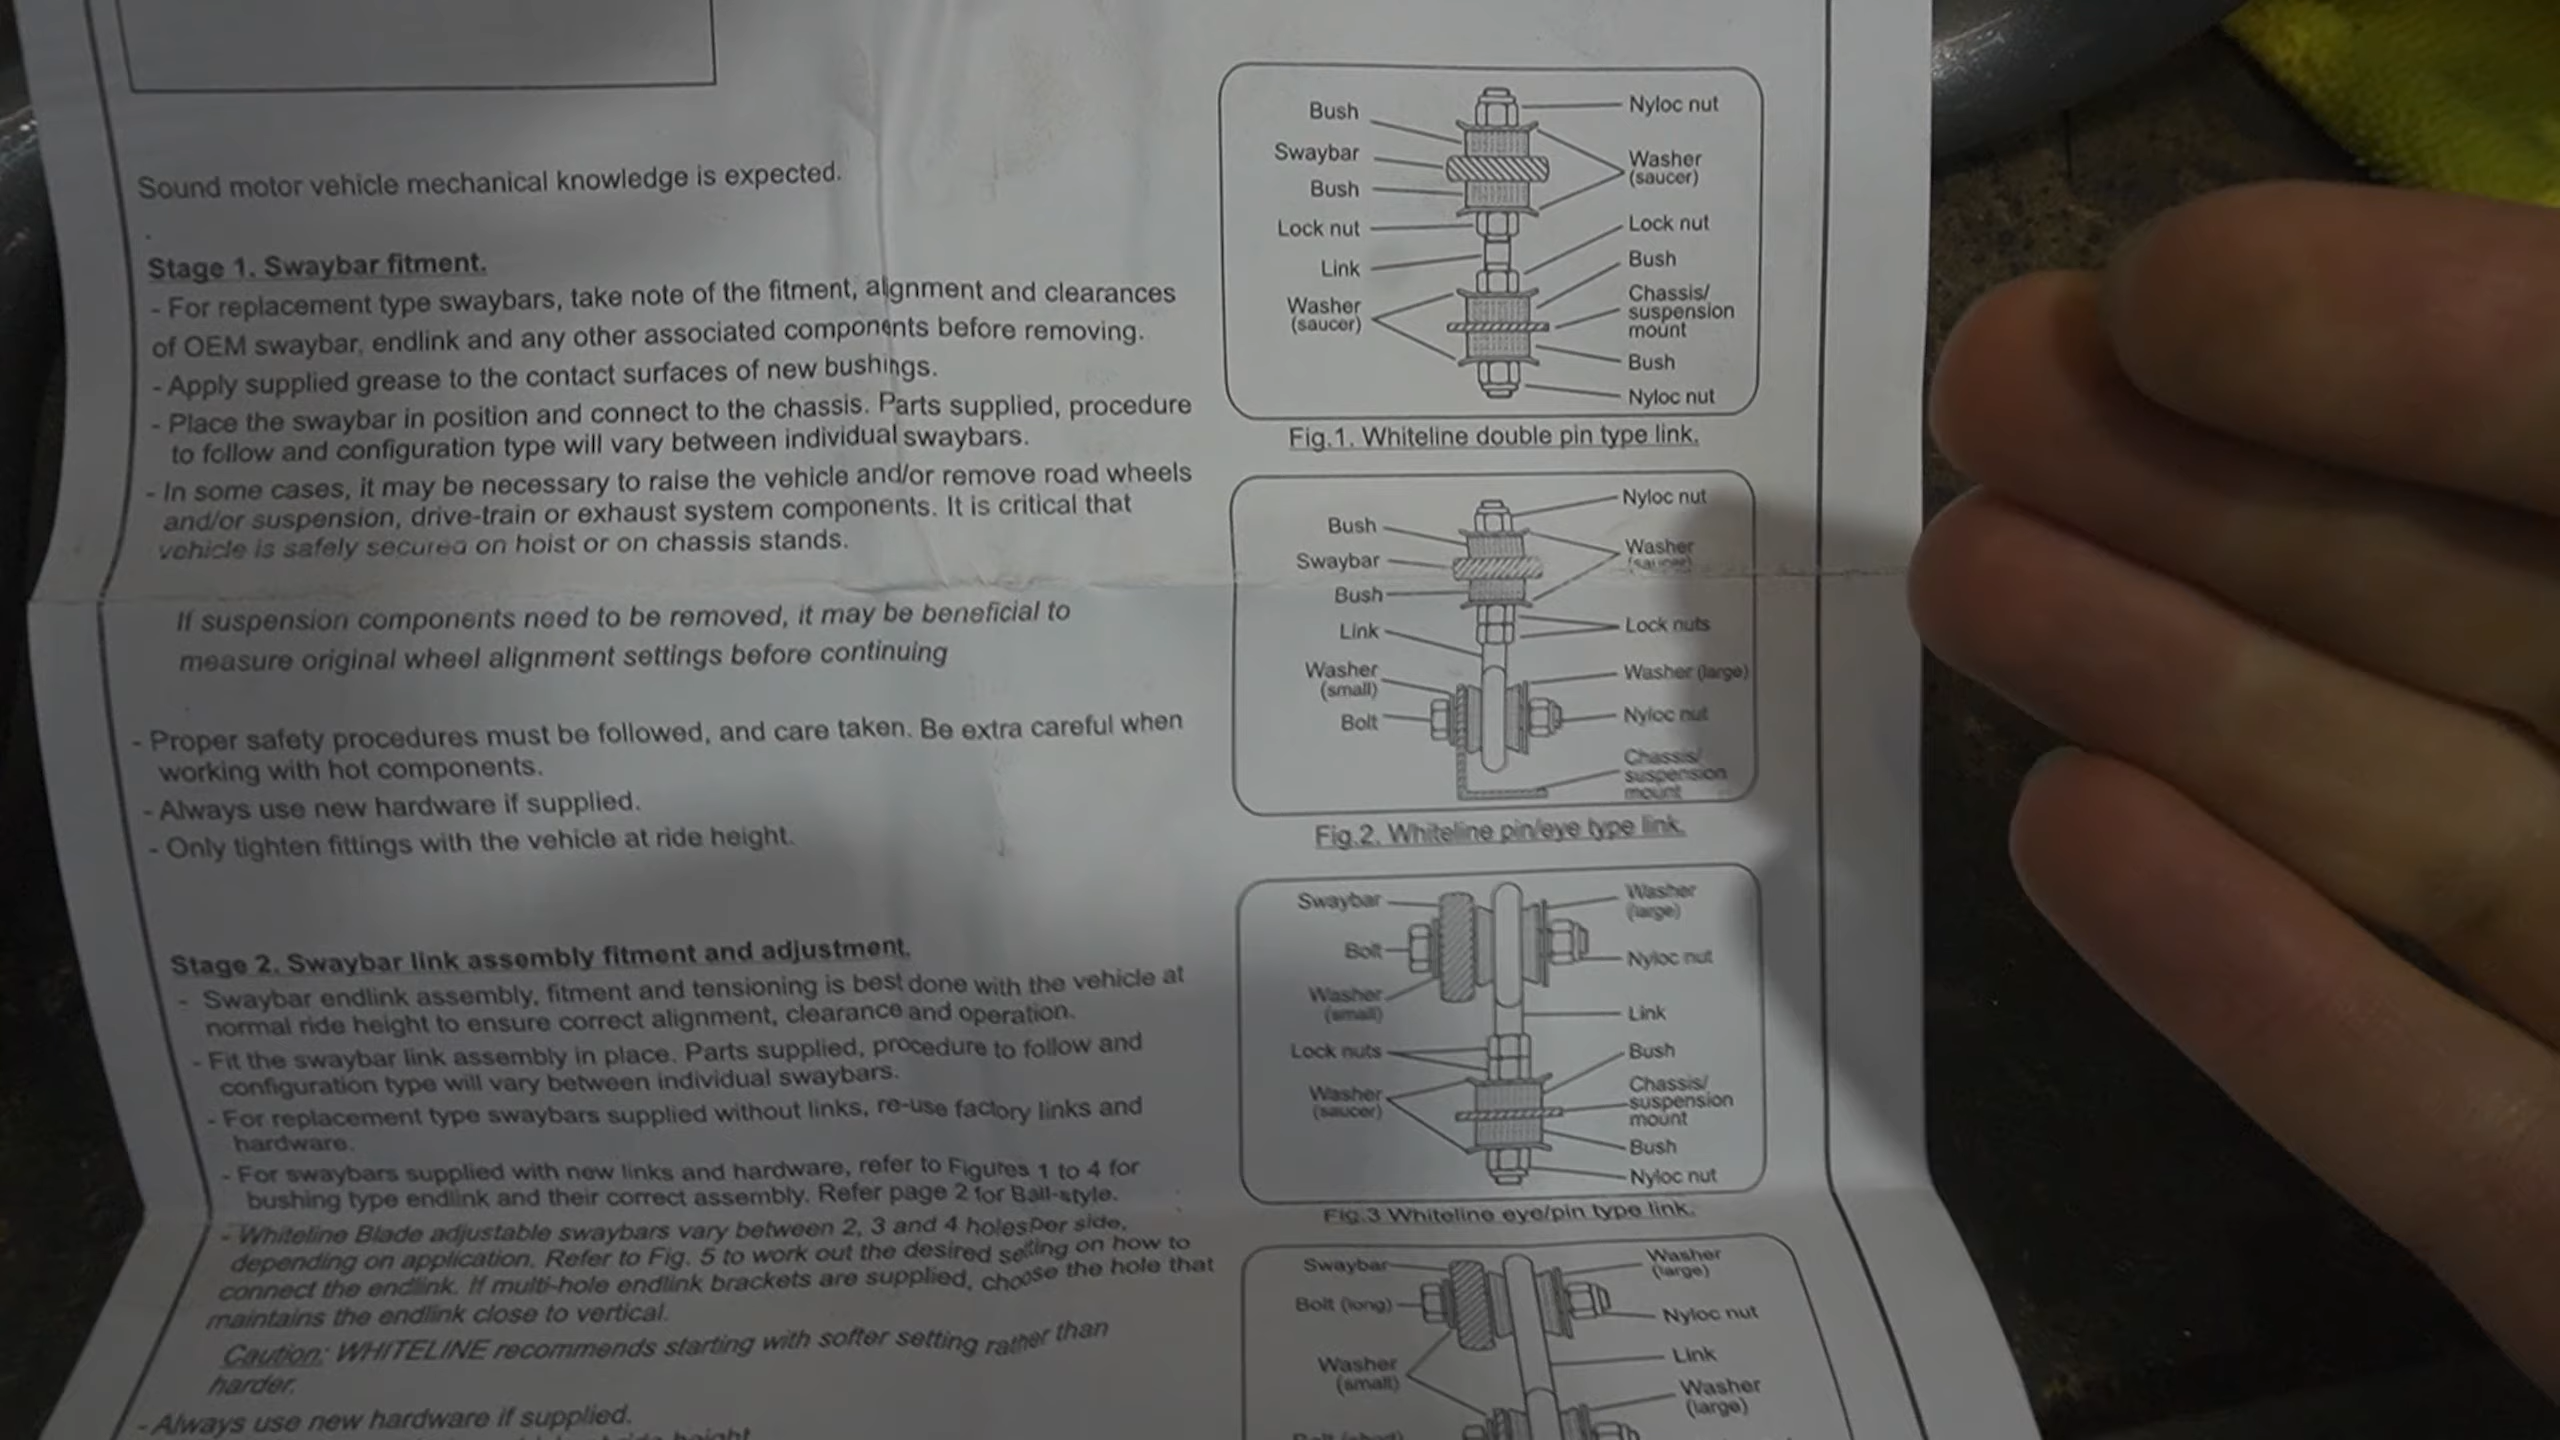 Sound motor vehicle mechanical knowledge is expected.
Stage 1. Swaybar fitment.
- For replacement type swaybars, take note of the fitment, alignment and clearances
of OEM swaybar, endlink and any other associated components before removing.
- Apply supplied grease to the contact surfaces of new bushings.
- Place the swaybar in position and connect to the chassis. Parts supplied, procedure
to follow and configuration type will vary between individual swaybars.
- In some cases, it may be necessary to raise the vehicle and/or remove road wheels
and/or suspension, drive-train or exhaust system components. It is critical that
vehicle is safely secured on hoist or on chassis stands.
If suspension components need to be removed, it may be beneficial to
measure original wheel alignment settings before continuing
- Proper safety procedures must be followed, and care taken. Be extra careful when
working with hot components.
- Always use new hardware if supplied.
- Only tighten fittings with the vehicle at ride height.
Stage 2. Swaybar link assembly fitment and adjustment.
- Swaybar endlink assembly, fitment and tensioning is best done with the vehicle at
normal ride height to ensure correct alignment, clearance and operation.
- Fit the swaybar link assembly in place. Parts supplied, procedure to follow and
configuration type will vary between individual swaybars.
- For replacement type swaybars supplied without links, re-use factory links and
hardware.
- For swaybars supplied with new links and hardware, refer to Figures 1 to 4 for
bushing type endlink and their correct assembly. Refer page 2 for Ball-style.
- Whiteline Blade adjustable swaybars vary between 2, 3 and 4 holes per side,
depending on application. Refer to Fig. 5 to work out the desired setting on how to
connect the endlink. If multi-hole endlink brackets are supplied, choose the hole that
maintains the endlink close to vertical.
Caution: WHITELINE recommends starting with softer setting rather than
harder.
- Always use new hardware if supplied.
height
Bush
Swaybar
Bush
Lock nut
Link
Washer
(saucer)
Nyloc nut
Washer
(saucer)
Lock nut
Bush
Chassis/
suspension
mount
Bush
Nyloc nut
Fig.1. Whiteline double pin type link.
Bush
Swaybar
Bush
Link
Washer
(small)
Bolt
Nyloc nut
Washer
(saucer)
Lock nuts
Washer (large)
Nyloc nut
Chassis/
suspension
mount
Fig.2. Whiteline pin/eye type link.
Swaybar
Bolt
Washer
(small)
Lock nuts
Washer
(saucer)
Washer
(large)
Nyloc nut
Link
Bush
Chassis/
suspension
mount
Bush
Nyloc nut
Fig.3 Whiteline eye/pin type link.
Swaybar
Bolt (long)
Washer
(small)
Washer
(large)
Nyloc nut
Link
Washer
(large)